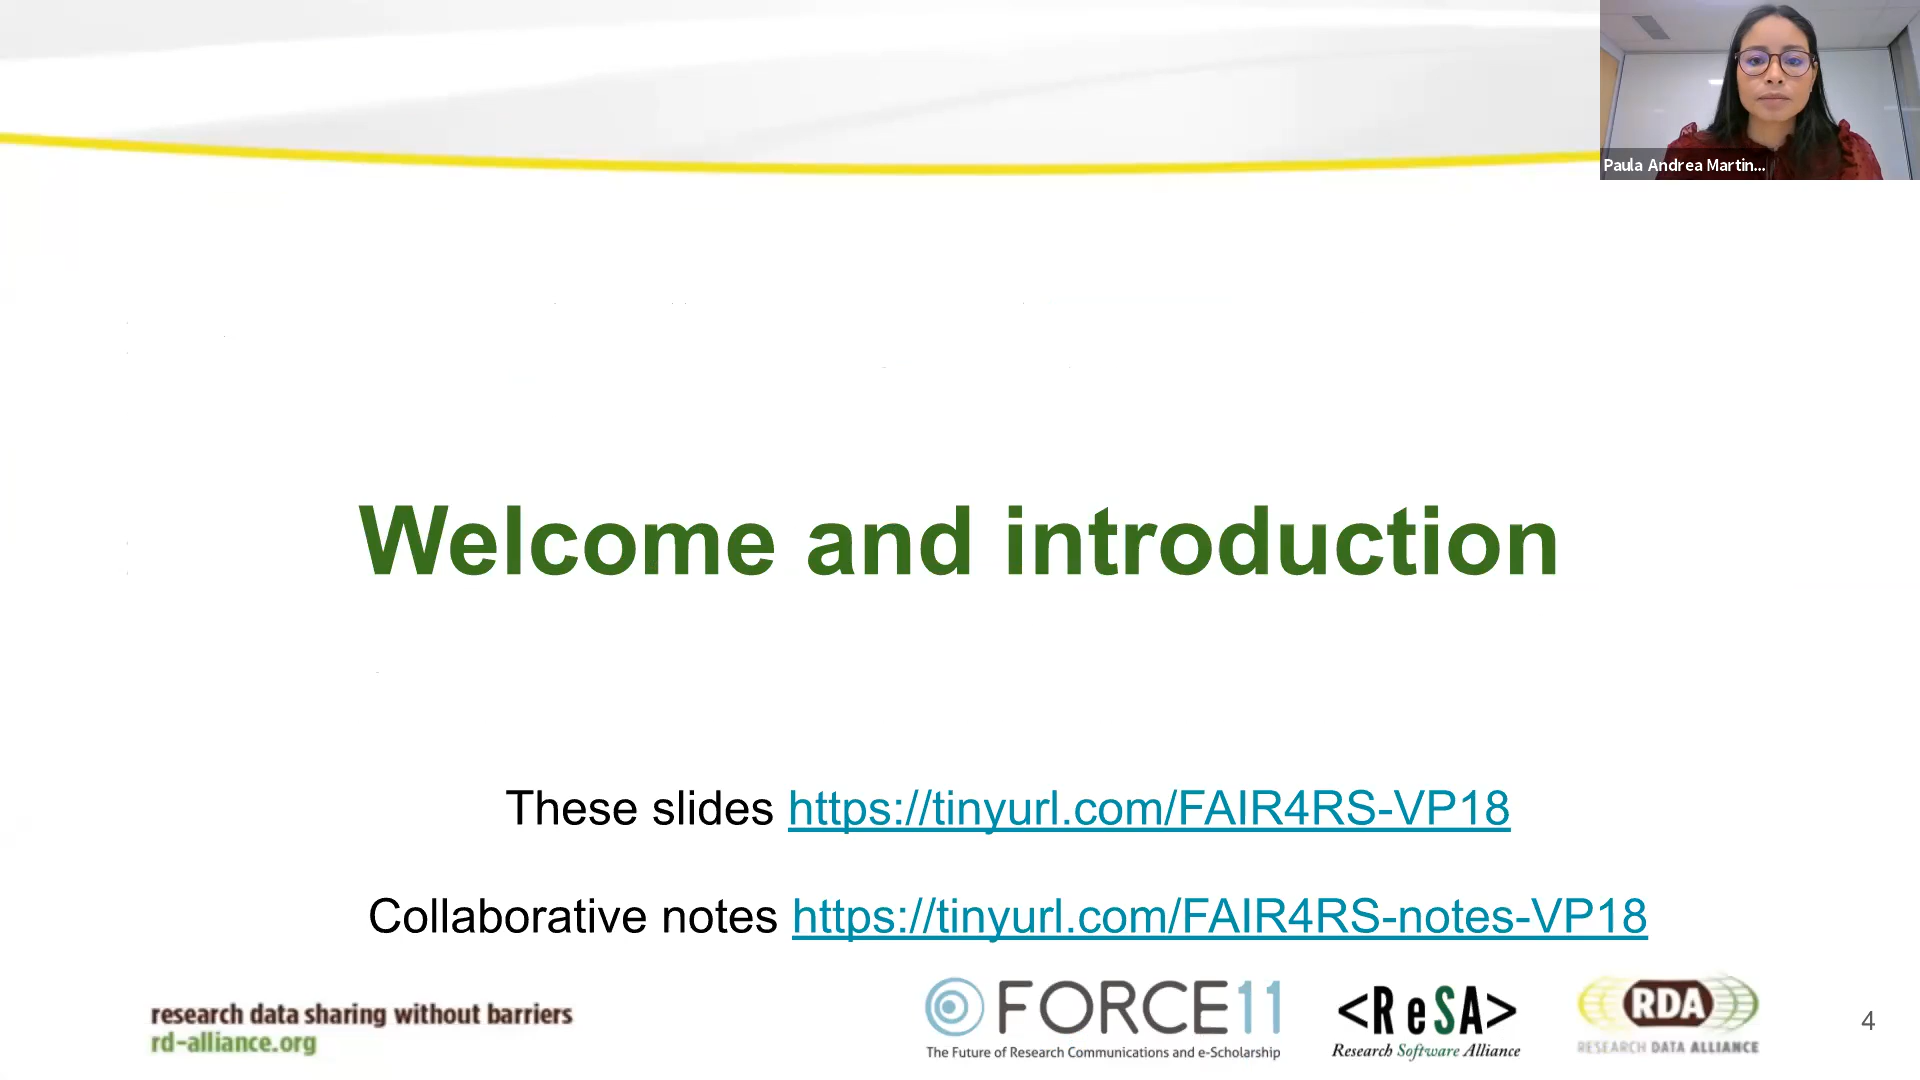 Paula Andrea Martin...
Welcome and introduction
These slides https://tinyurl.com/FAIR4RS-VP18
Collaborative notes https://tinyurl.com/FAIR4RS-notes-VP18
research data sharing without barriers
rd-alliance.org
FORCE11
The Future of Research Communications and e-Scholarship
<ReSA>
Research Software Alliance
RDA
RESEARCH DATA ALLIANCE
4